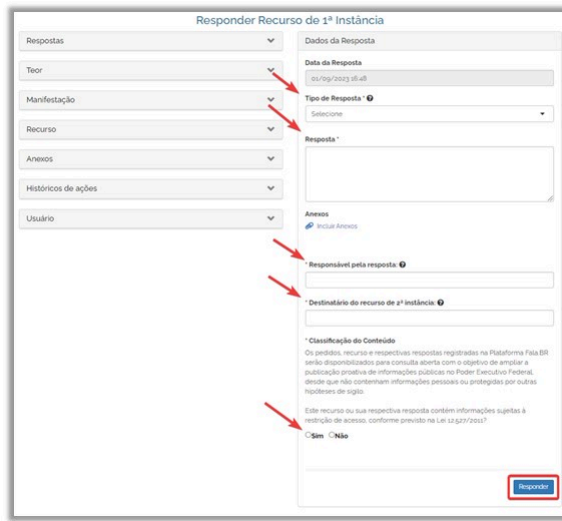 Responder Recurso de 1ª Instância
Respostas
Teor
Manifestação
Recurso
Anexos
Históricos de ações
Usuário
Dados da Resposta
Data da Resposta
01/09/2023 16:48
Tipo de Resposta *
Selecione
Resposta *
Anexos
Incluir Anexos
* Responsável pela resposta:
* Destinatário do recurso de 2ª instância:
* Classificação do Conteúdo
Os pedidos, recurso e respectivas respostas registradas na Plataforma Fala.BR
serão disponibilizados para consulta aberta com o objetivo de ampliar a
publicação proativa de informações públicas no Poder Executivo Federal,
desde que não contenham informações pessoais ou protegidas por outras
hipóteses de sigilo.
Este recurso ou sua respectiva resposta contém informações sujeitas à
restrição de acesso, conforme previsto na Lei 12.527/2011?
Sim Não
Responder